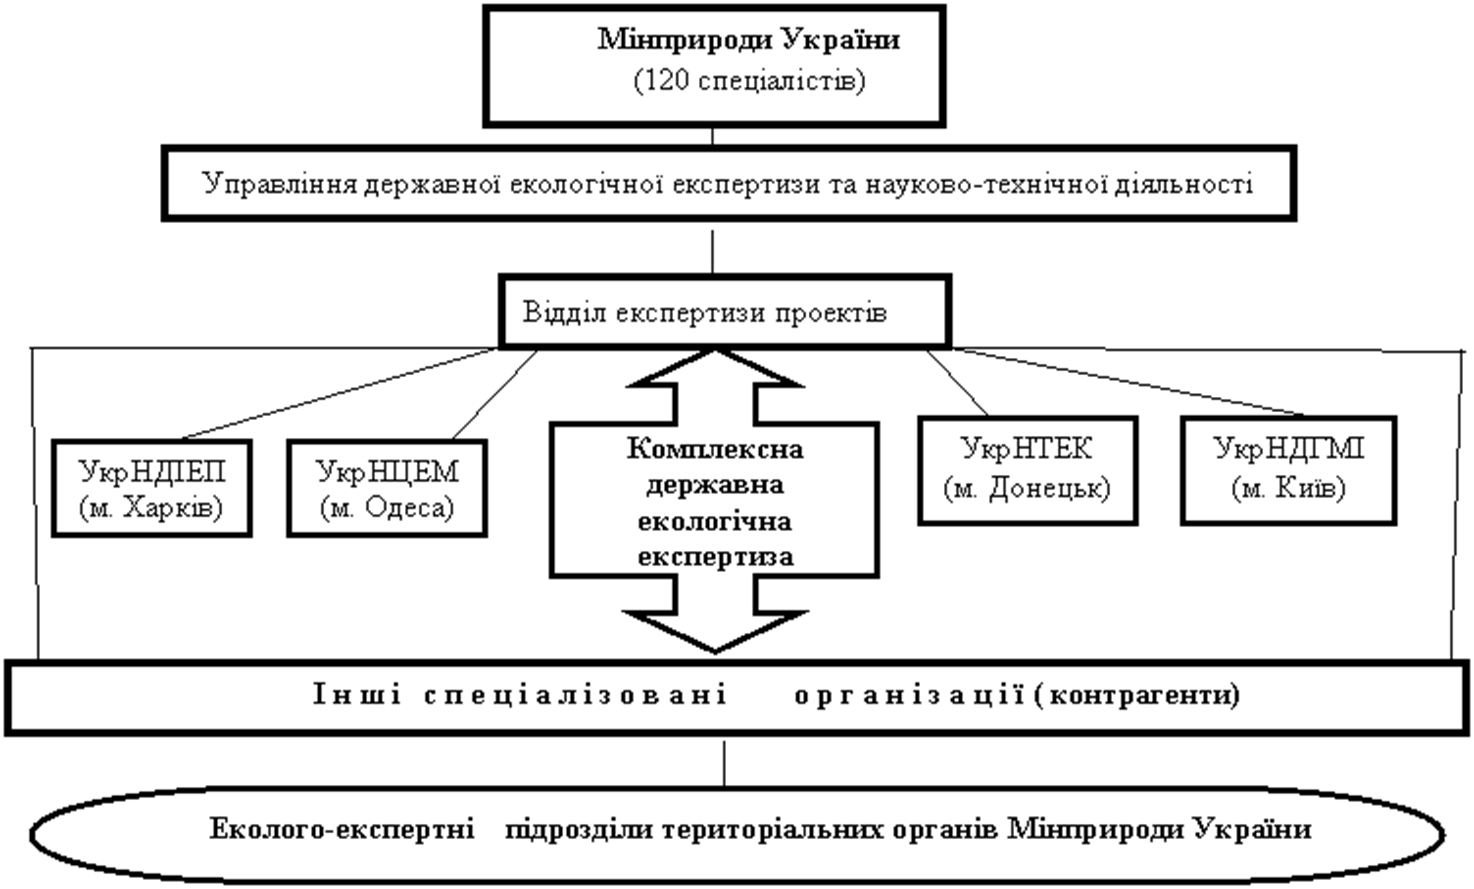 Мінприроди України
(120 спеціалістів)
Управління державної екологічної експертизи та науково-технічної діяльності
Відділ експертизи проектів
УкрНДІЕП
(м. Харків)
УкрНЦЕМ
(м. Одеса)
Комплексна
державна
екологічна
експертиза
УкрНТЕК
(м. Донецьк)
УкрНДГМІ
(м. Київ)
Інші спеціалізовані організації (контрагенти)
Еколого-експертні підрозділи територіальних органів Мінприроди України